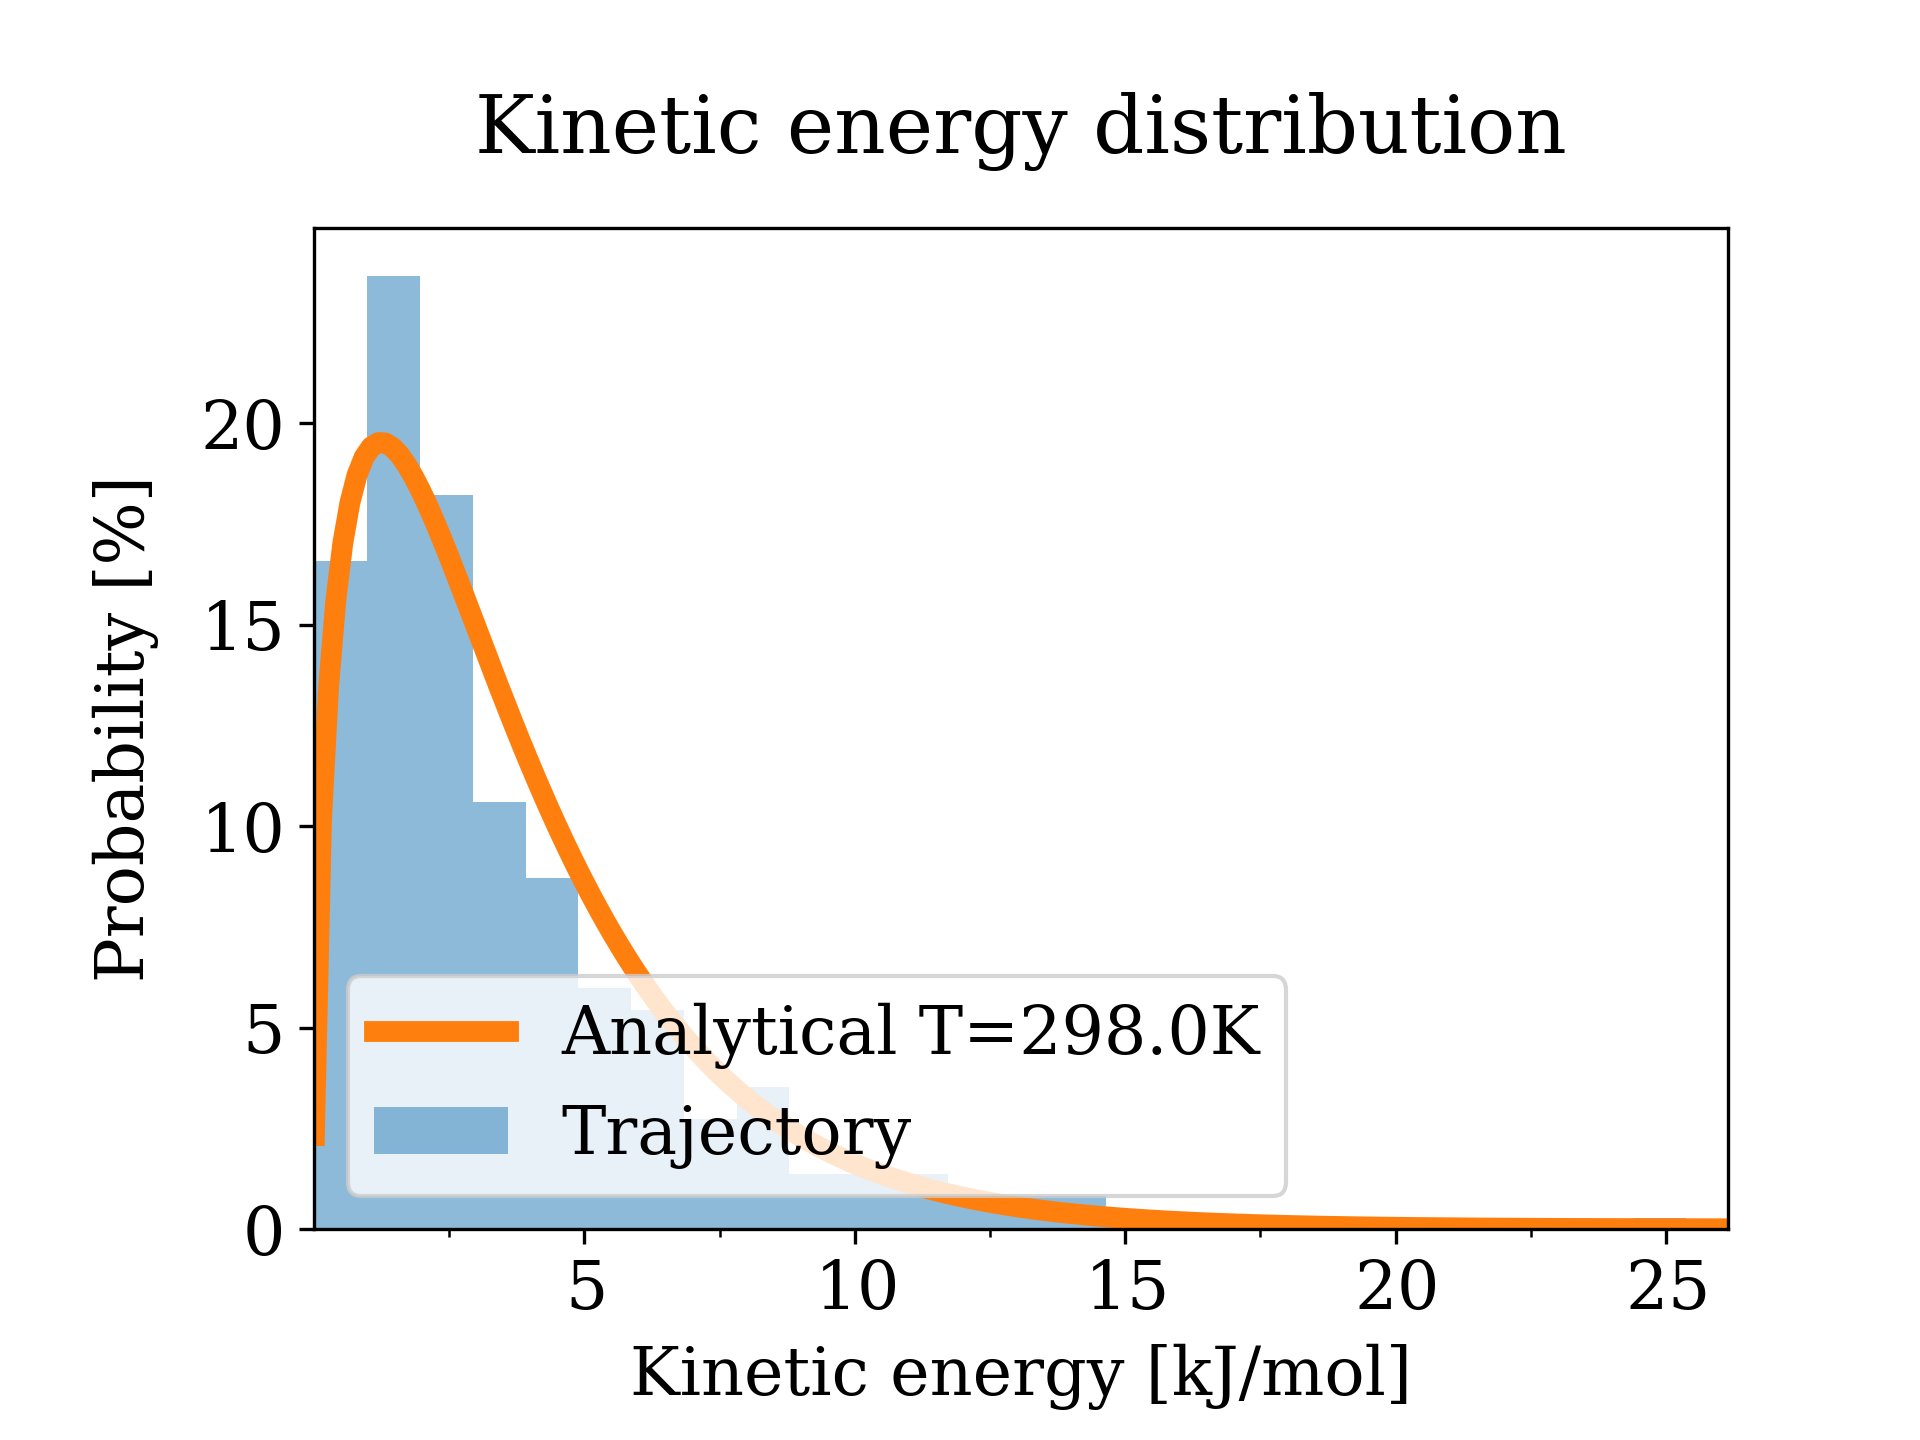 Kinetic energy distribution
20
15
10
5
0
Probability [%]
Analytical T=298.0K
Trajectory
5 10 15 20 25
Kinetic energy [kJ/mol]